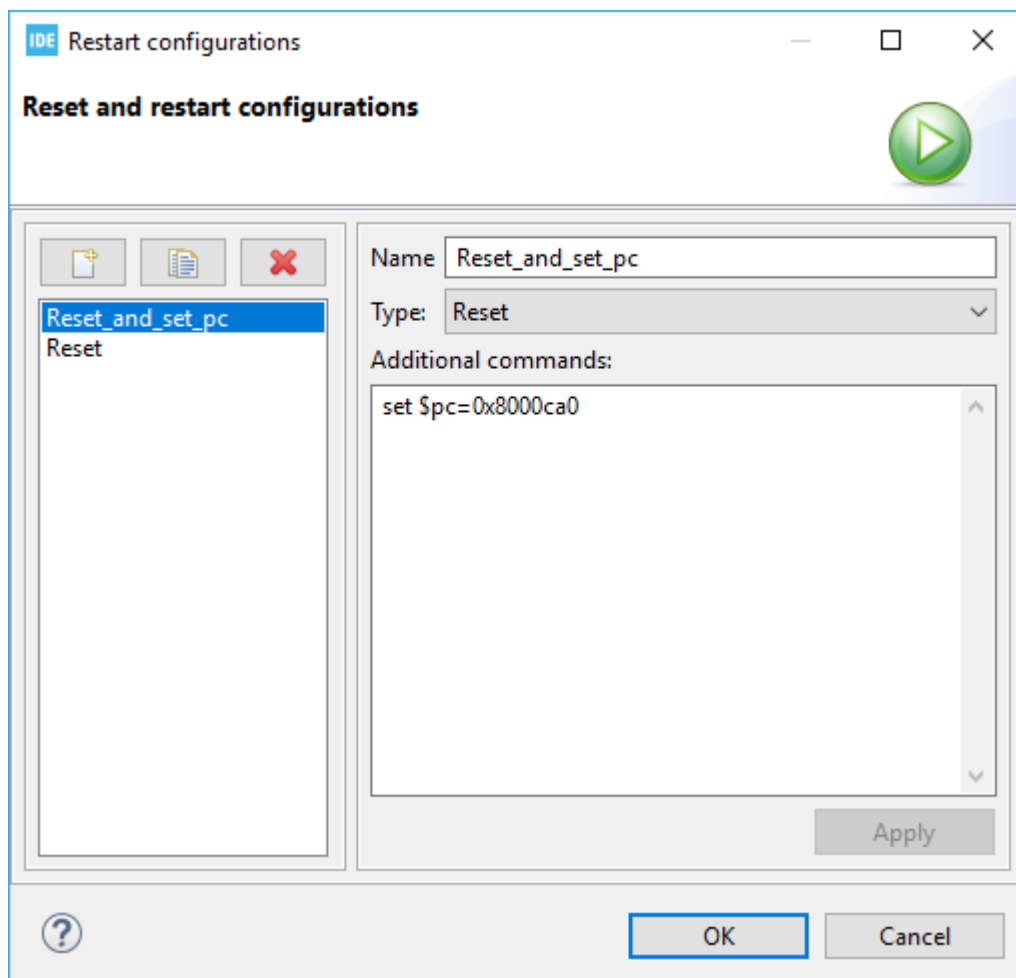 IDE Restart configurations
Reset and restart configurations
Reset_and_set_pc
Reset
Name Reset_and_set_pc
Type: Reset
Additional commands:
set $pc=0x8000ca0
Apply
?
OK Cancel